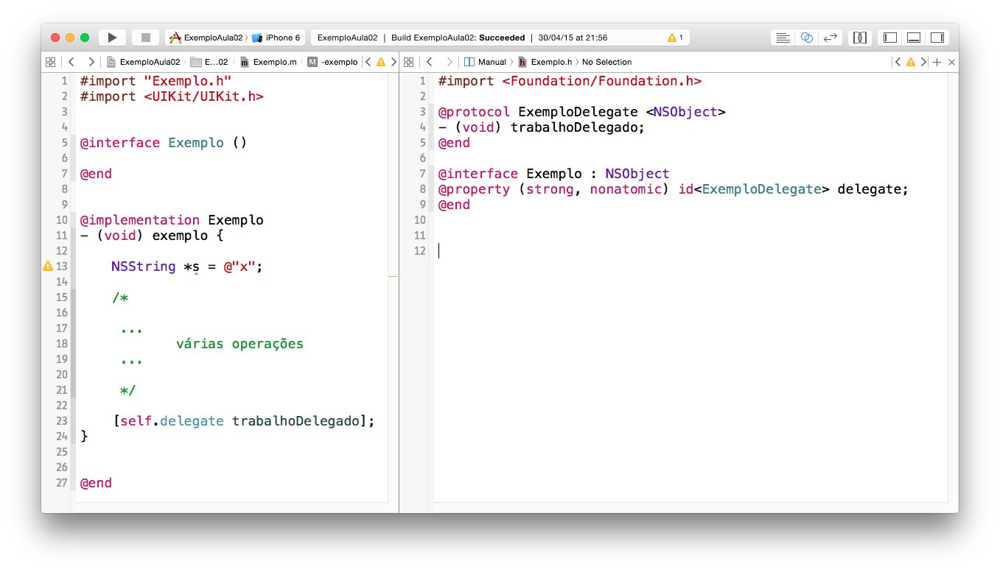 ExemploAula02 iPhone 6 ExemploAula02 | Build ExemploAula02: Succeeded | 30/04/15 at 21:56 1
ExemploAula02 E...02 m Exemplo.m M -exemplo Manual h Exemplo.h No Selection
1 #import "Exemplo.h"
2 #import <UIKit/UIKit.h>
3
4
5 @interface Exemplo ()
6
7 @end
8
9
10 @implementation Exemplo
11 - (void) exemplo {
12
13 NSString *s = @"x";
14
15 /*
16
17 ...
18 várias operações
19 ...
20
21 */
22
23 [self.delegate trabalhoDelegado];
24 }
25
26
27 @end
1 #import <Foundation/Foundation.h>
2
3 @protocol ExemploDelegate <NSObject>
4 - (void) trabalhoDelegado;
5 @end
6
7 @interface Exemplo : NSObject
8 @property (strong, nonatomic) id<ExemploDelegate> delegate;
9 @end
10
11
12